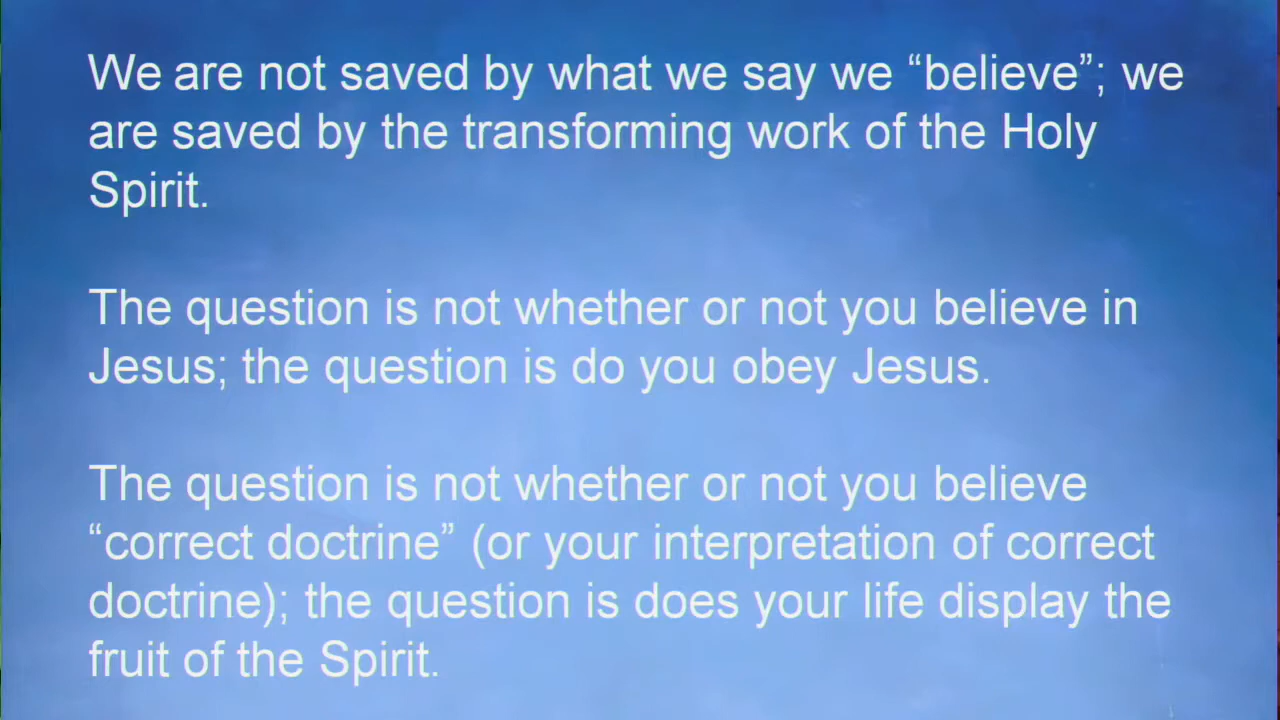 We are not saved by what we say we “believe”; we
are saved by the transforming work of the Holy
Spirit.
The question is not whether or not you believe in
Jesus; the question is do you obey Jesus.
The question is not whether or not you believe
“correct doctrine” (or your interpretation of correct
doctrine); the question is does your life display the
fruit of the Spirit.